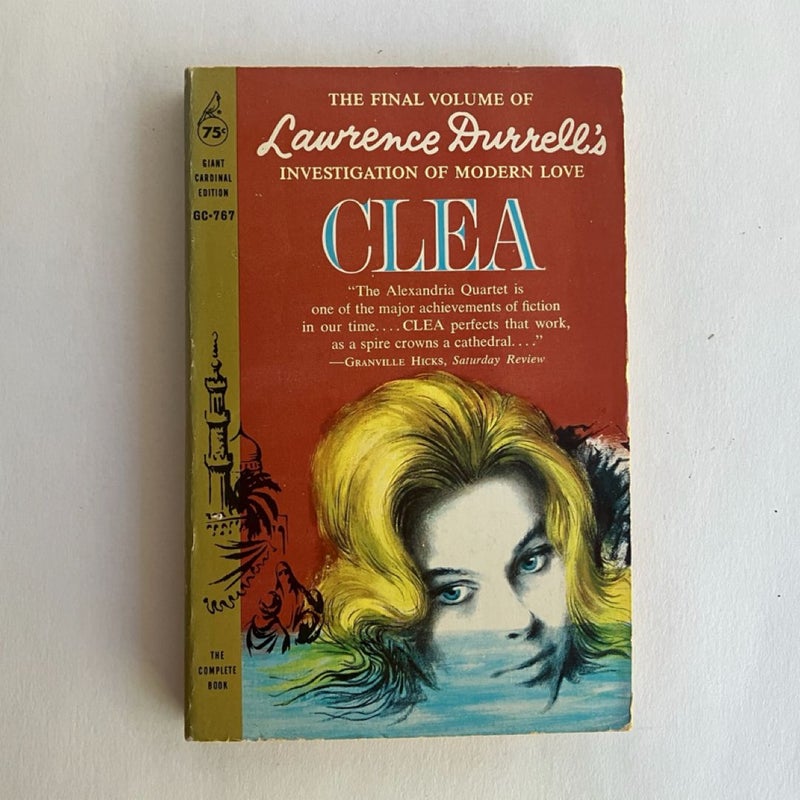 75¢
GIANT
CARDINAL
EDITION
GC•767
THE
COMPLETE
BOOK
THE FINAL VOLUME OF
Lawrence Durrell's
INVESTIGATION OF MODERN LOVE
CLEA
"The Alexandria Quartet is
one of the major achievements of fiction
in our time.... CLEA perfects that work,
as a spire crowns a cathedral...."
—GRANVILLE HICKS, Saturday Review